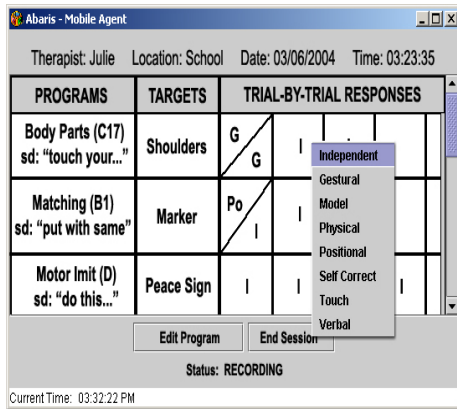 Abaris - Mobile Agent
Therapist: Julie Location: School Date: 03/06/2004 Time: 03:23:35
PROGRAMS TARGETS TRIAL-BY-TRIAL RESPONSES
Body Parts (C17)
sd: “touch your...”
Shoulders
G
G
I
Matching (B1)
sd: “put with same”
Marker
Po
I
I
Motor Imit (D)
sd: “do this...”
Peace Sign
I
I
I
Independent
Gestural
Model
Physical
Positional
Self Correct
Touch
Verbal
Edit Program
End Session
Status: RECORDING
Current Time: 03:32:22 PM